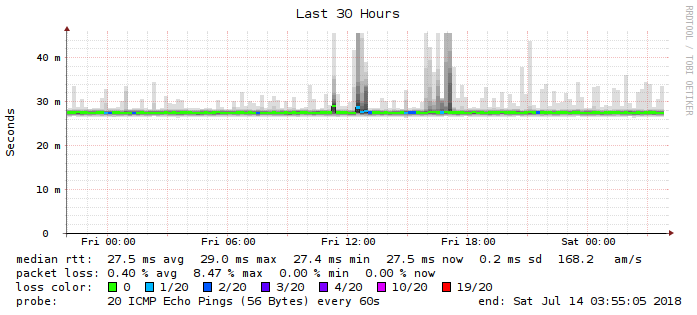 Last 30 Hours
RRDTOOL / TOBI OETIKER
Seconds
40 m
30 m
20 m
10 m
0
Fri 00:00 Fri 06:00 Fri 12:00 Fri 18:00 Sat 00:00
median rtt: 27.5 ms avg 29.0 ms max 27.4 ms min 27.5 ms now 0.2 ms sd 168.2 am/s
packet loss: 0.40 % avg 8.47 % max 0.00 % min 0.00 % now
loss color: 0 1/20 2/20 3/20 4/20 10/20 19/20
probe: 20 ICMP Echo Pings (56 Bytes) every 60s end: Sat Jul 14 03:55:05 2018